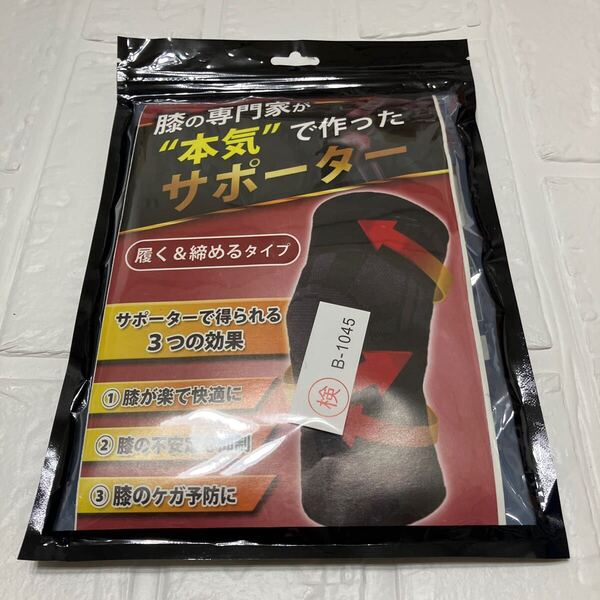 膝の専門家が
“本気”で作った
サポーター
履く&締めるタイプ
サポーターで得られる
3つの効果
①膝が楽で快適に
②膝の不安定 抑制
③膝のケガ予防に
検 B-1045